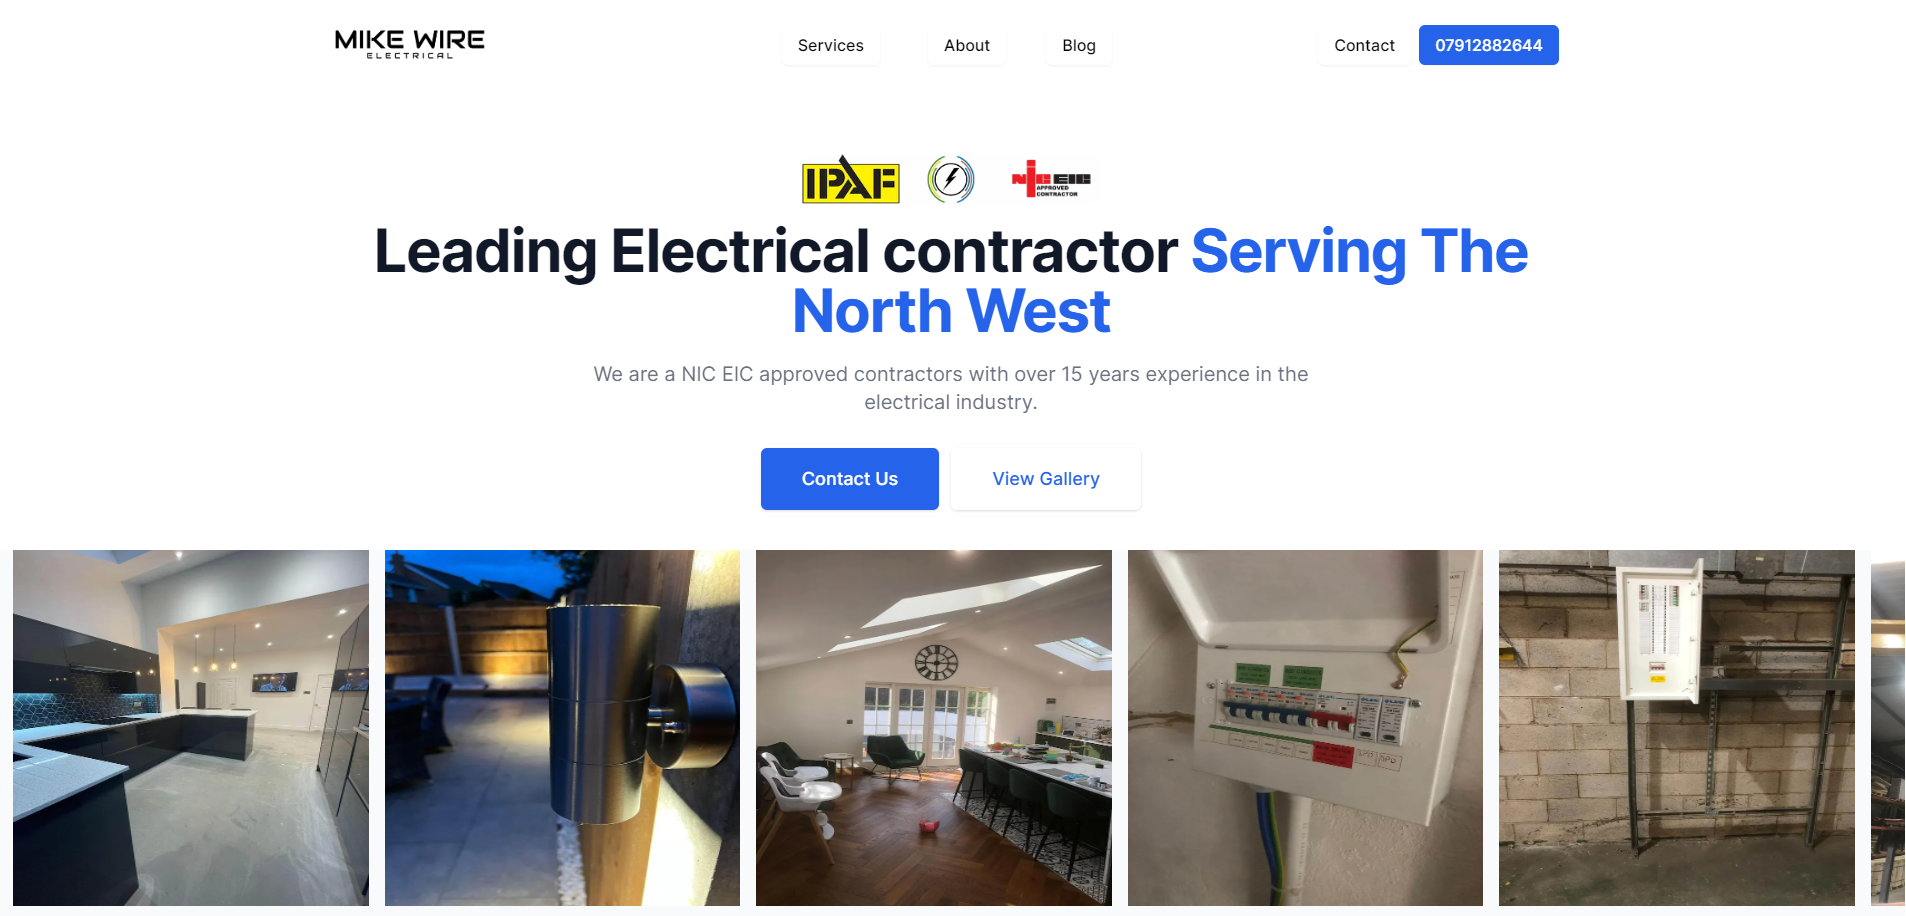 MIKE WIRE
ELECTRICAL
Services
About
Blog
Contact
07912882644
IPAF
NIC EIC
APPROVED
CONTRACTOR
Leading Electrical contractor Serving The
North West
We are a NIC EIC approved contractors with over 15 years experience in the
electrical industry.
Contact Us
View Gallery